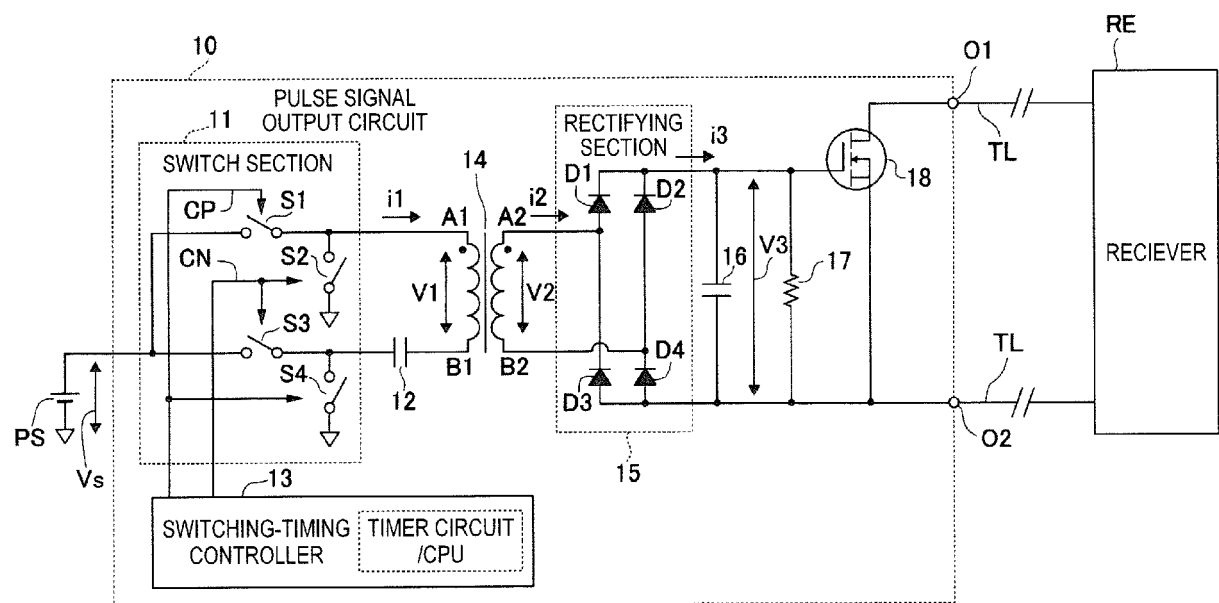 10
O1
RE
PULSE SIGNAL
OUTPUT CIRCUIT
11
SWITCH SECTION
RECTIFYING
SECTION
i3
TL
18
CP
S1
i1
14
i2
D1
D2
A1
A2
CN
S2
V1
V2
16
V3
17
RECIEVER
S3
S4
B1
B2
12
D3
D4
TL
PS
Vs
O2
15
13
SWITCHING-TIMING
CONTROLLER
TIMER CIRCUIT
/CPU